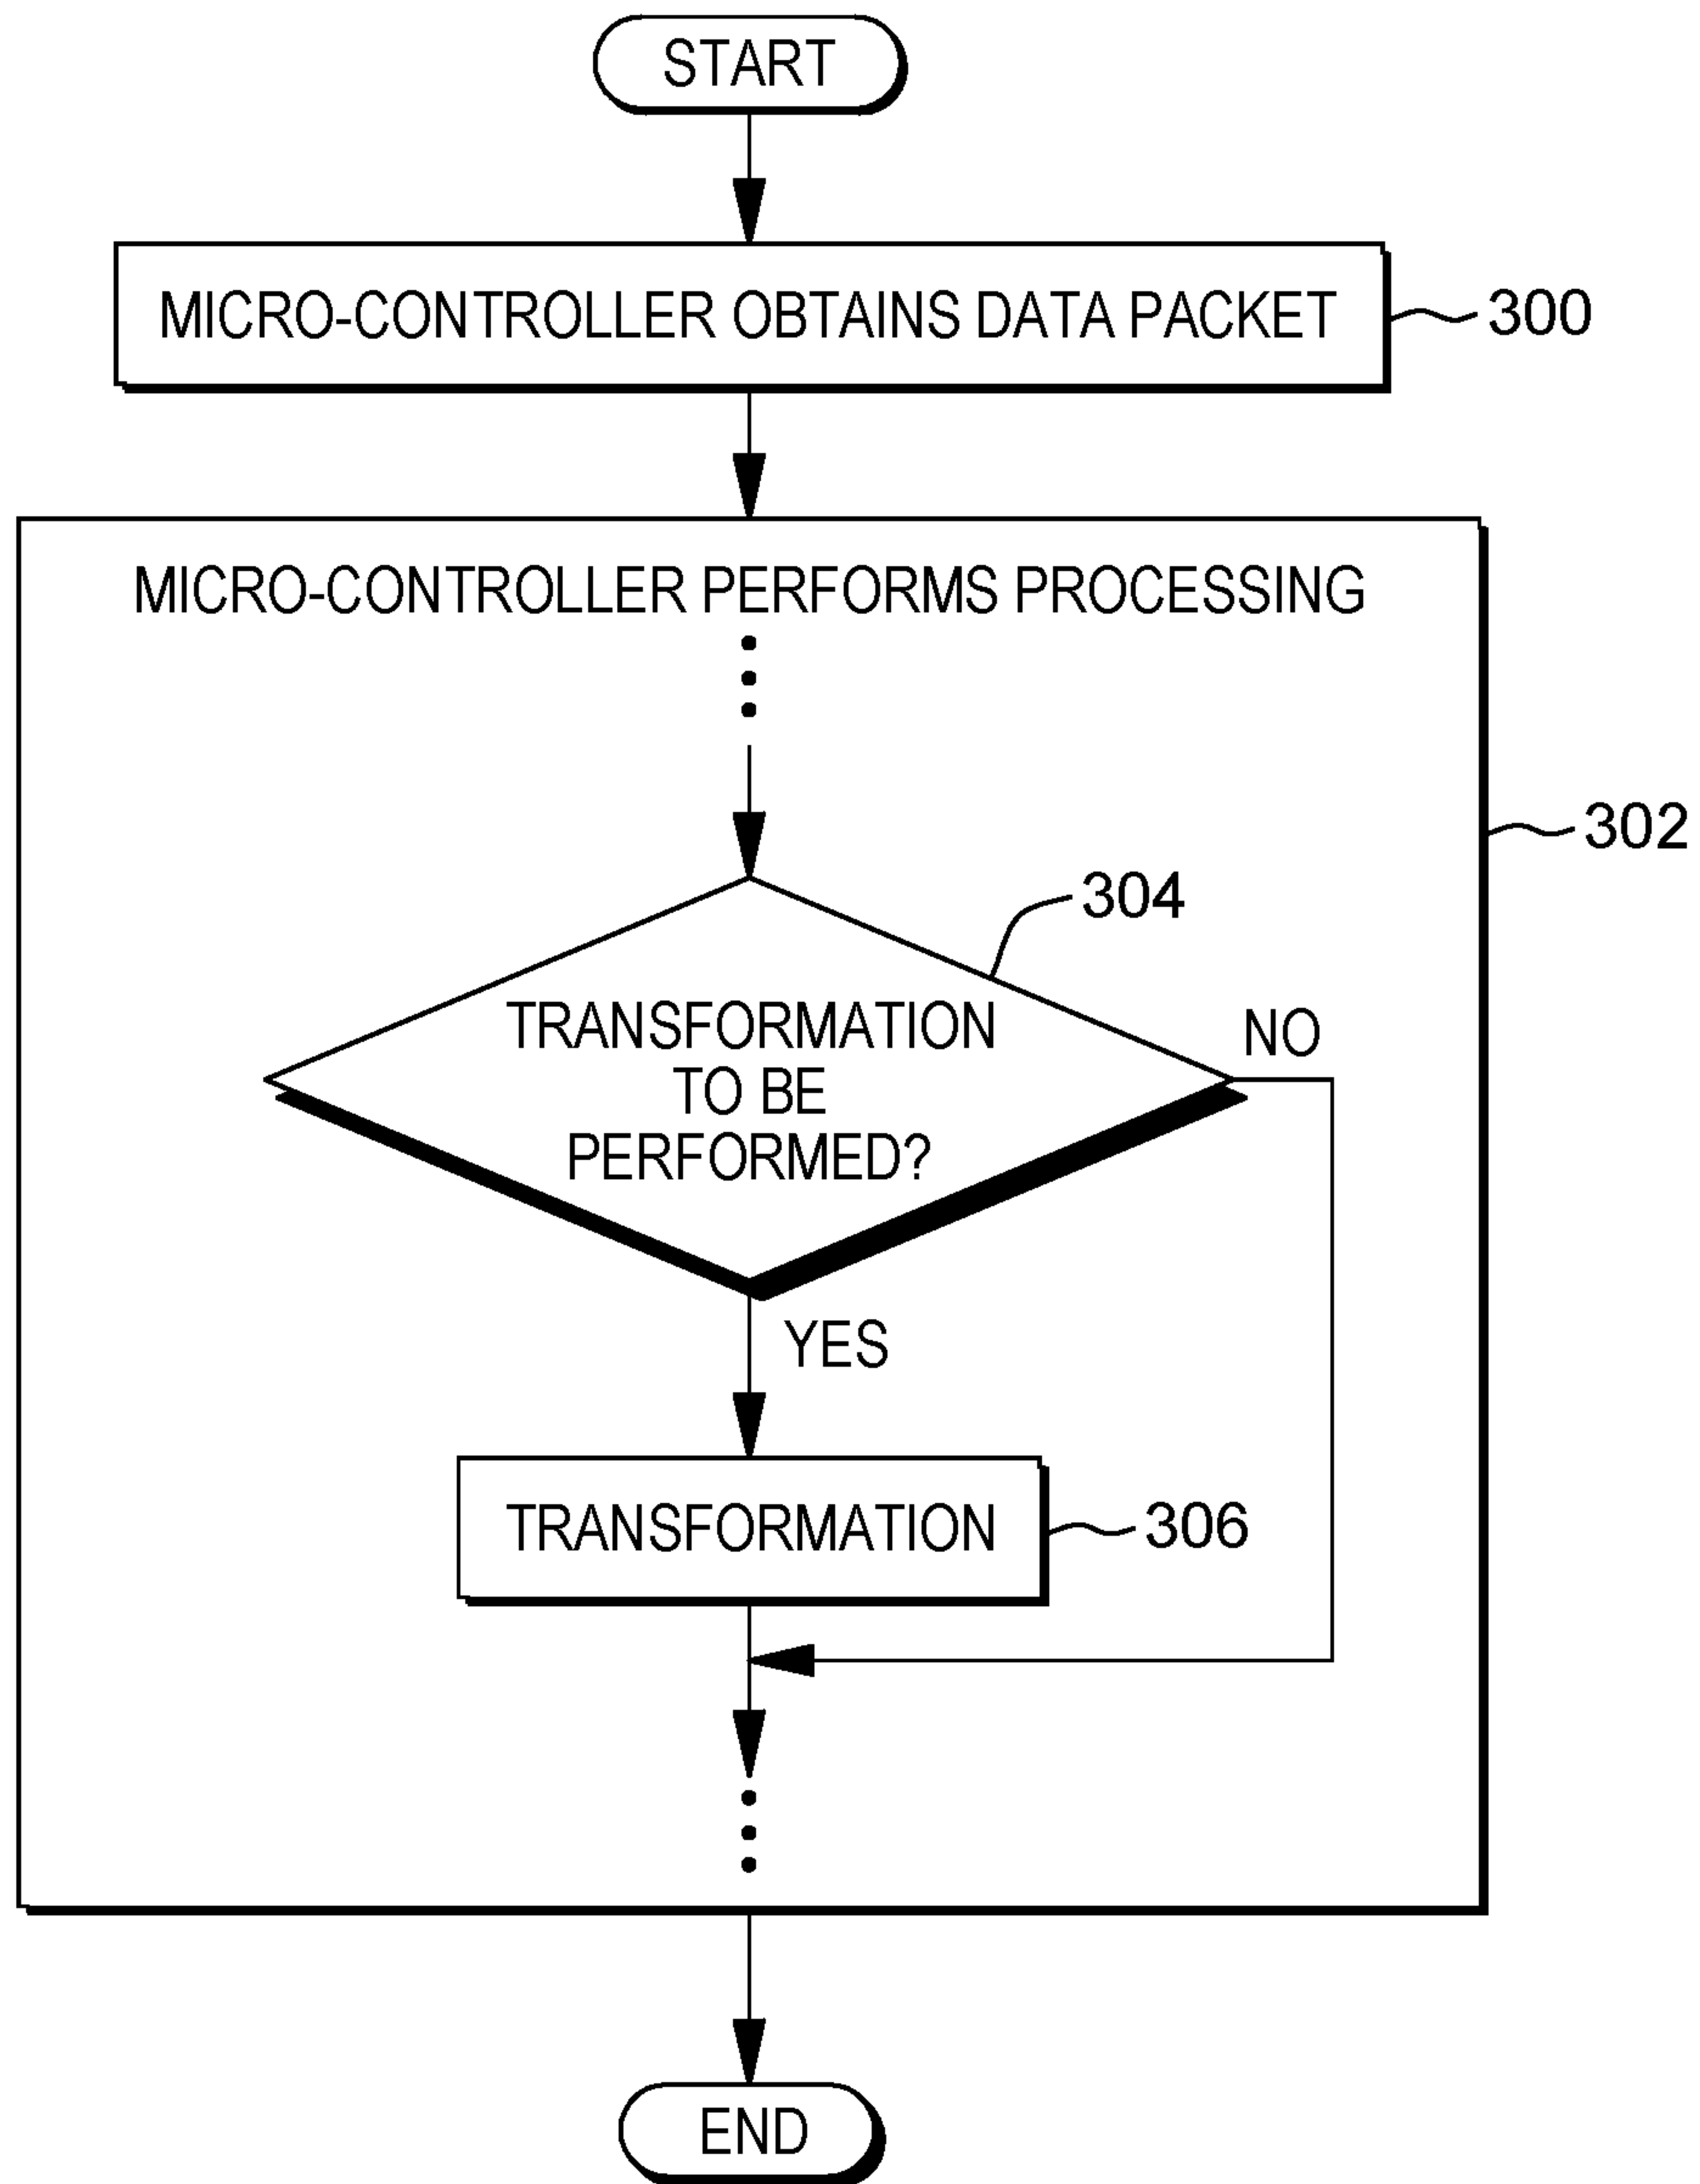 START
MICRO-CONTROLLER OBTAINS DATA PACKET
300
MICRO-CONTROLLER PERFORMS PROCESSING
302
304
TRANSFORMATION
TO BE
PERFORMED?
NO
YES
TRANSFORMATION
306
END